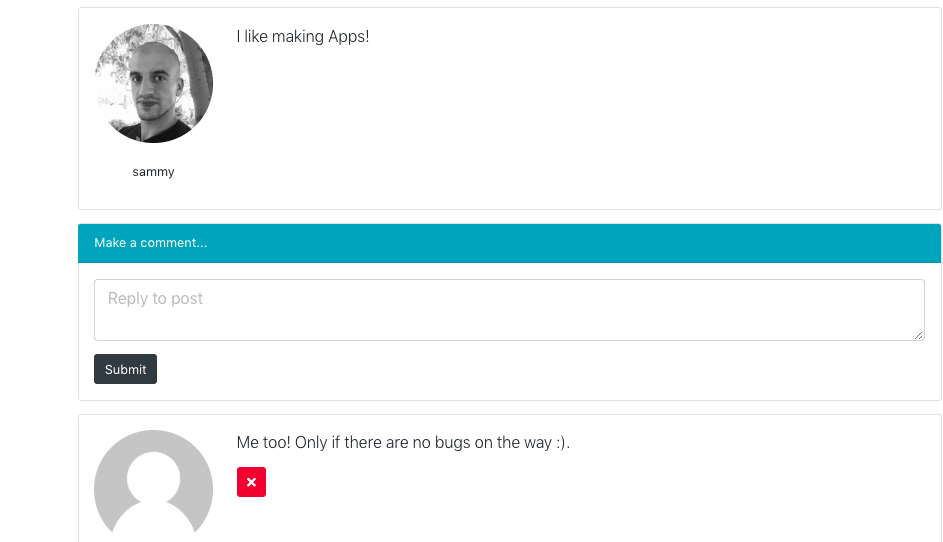 I like making Apps!
sammy
Make a comment...
Reply to post
Submit
Me too! Only if there are no bugs on the way :).